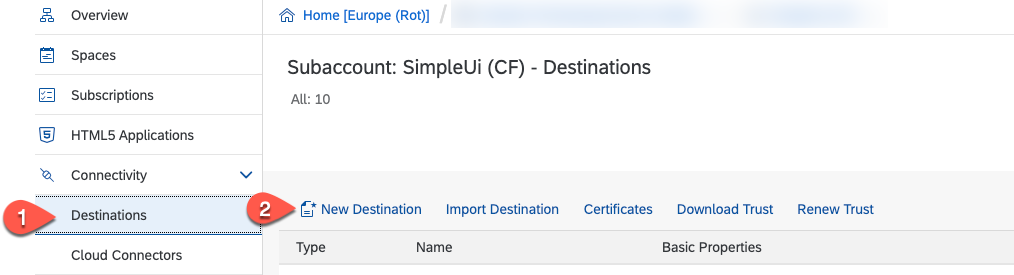 Overview
Spaces
Subscriptions
HTML5 Applications
Connectivity
1
Destinations
Cloud Connectors
Home [Europe (Rot)] /
Subaccount: SimpleUi (CF) - Destinations
All: 10
2
New Destination Import Destination Certificates Download Trust Renew Trust
Type Name Basic Properties